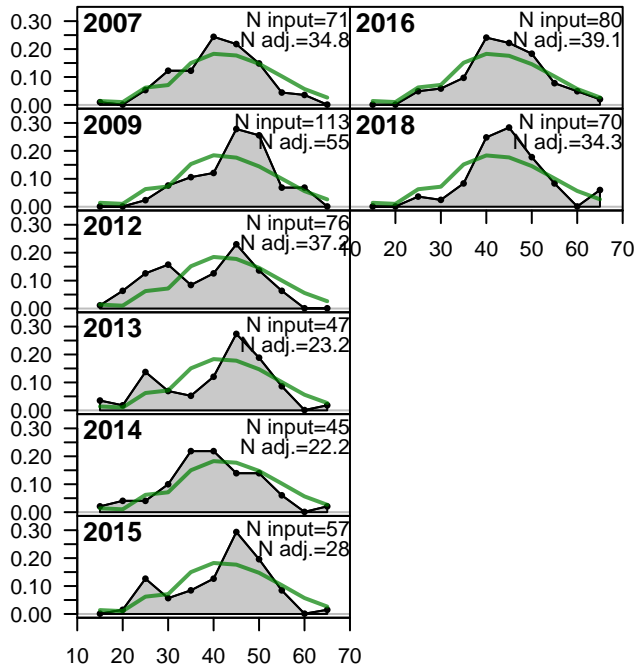 0.30
0.20
0.10
0.00
2007
N input=71
N adj.=34.8
2016
N input=80
N adj.=39.1
0.30
0.20
0.10
0.00
2009
N input=113
N adj.=55
2018
N input=70
N adj.=34.3
0.30
0.20
0.10
0.00
2012
N input=76
N adj.=37.2
10 20 30 40 50 60 70
0.30
0.20
0.10
0.00
2013
N input=47
N adj.=23.2
0.30
0.20
0.10
0.00
2014
N input=45
N adj.=22.2
0.30
0.20
0.10
0.00
2015
N input=57
N adj.=28
10 20 30 40 50 60 70